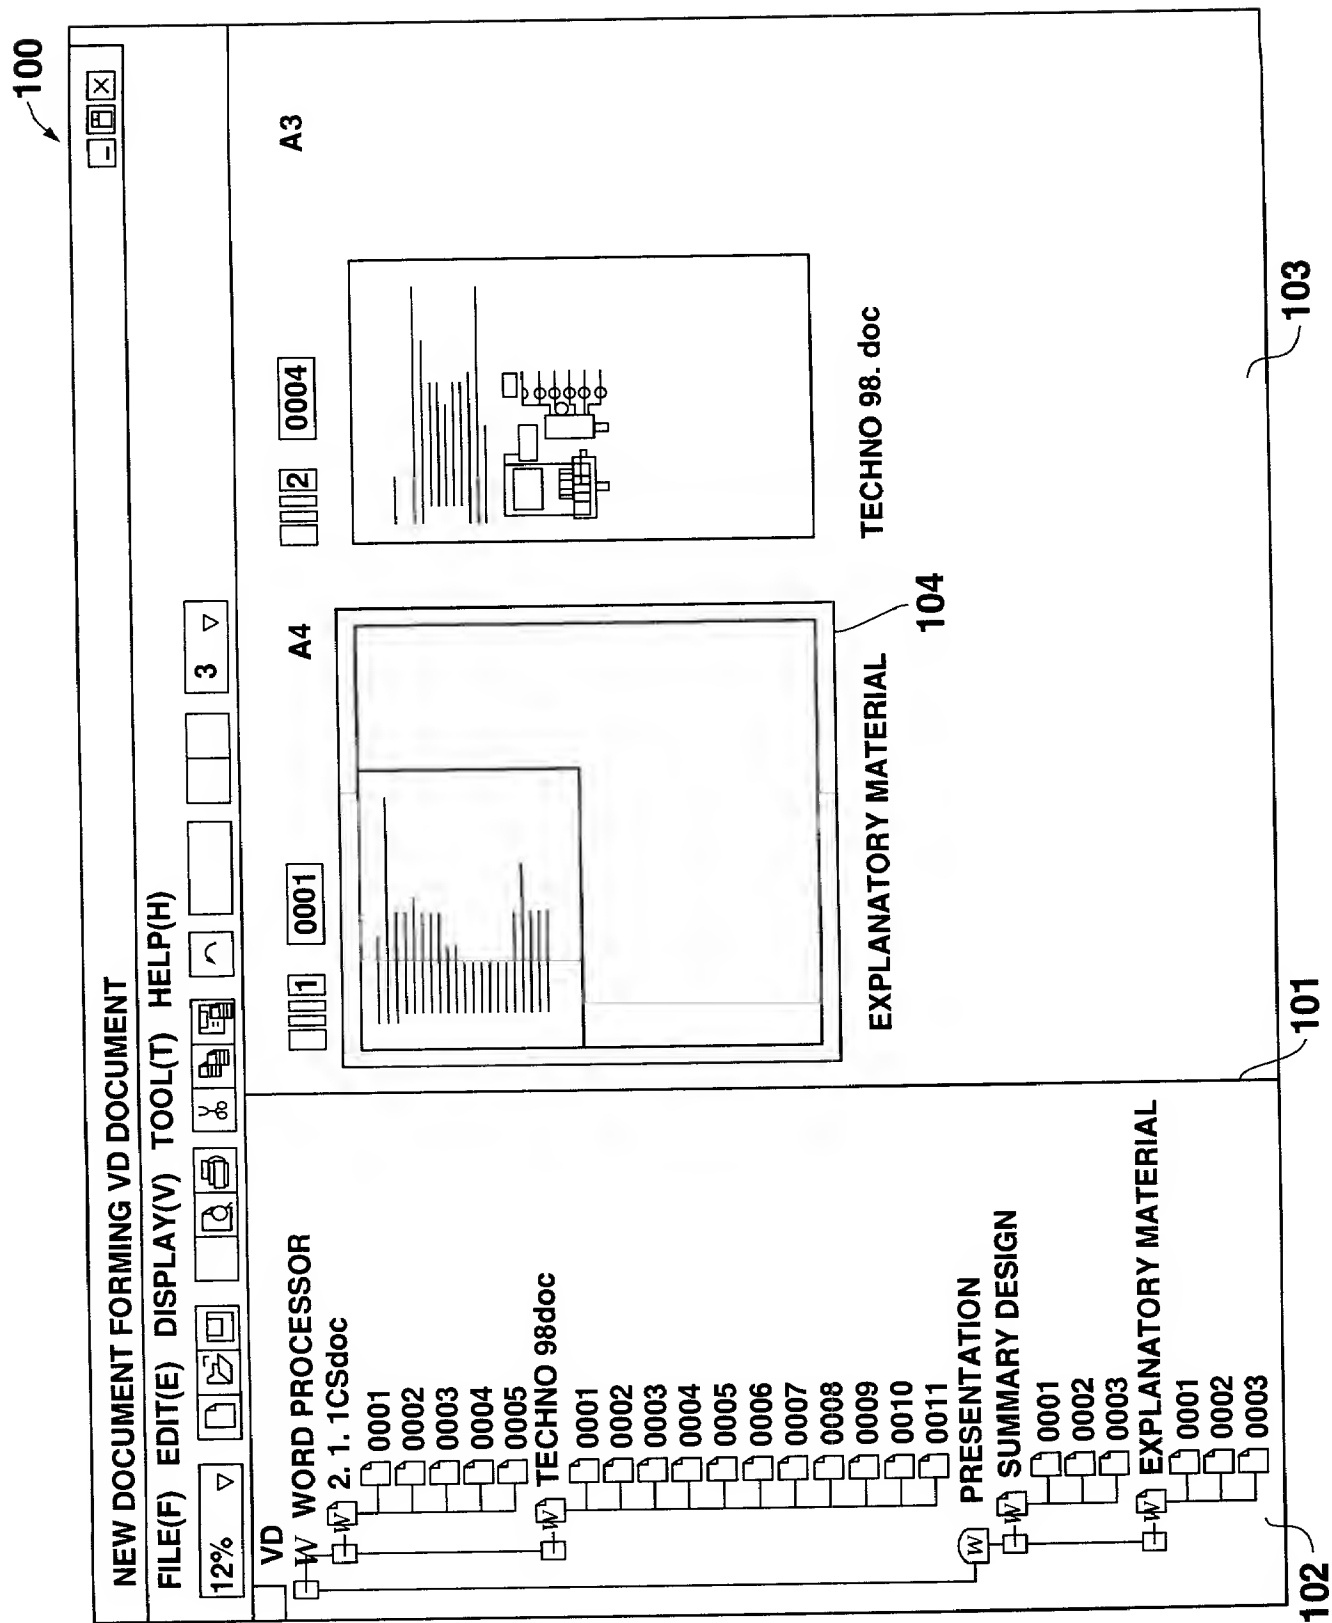 100
NEW DOCUMENT FORMING VD DOCUMENT
FILE(F) EDIT(E) DISPLAY(V) TOOL(T) HELP(H)
12% 3
VD
W WORD PROCESSOR
W 2. 1. 1CSdoc
0001
0002
0003
0004
0005
W TECHNO 98doc
0001
0002
0003
0004
0005
0006
0007
0008
0009
0010
0011
W PRESENTATION
W SUMMARY DESIGN
0001
0002
0003
W EXPLANATORY MATERIAL
0001
0002
0003
102
101
1 0001 A4
EXPLANATORY MATERIAL
104
2 0004 A3
TECHNO 98. doc
103